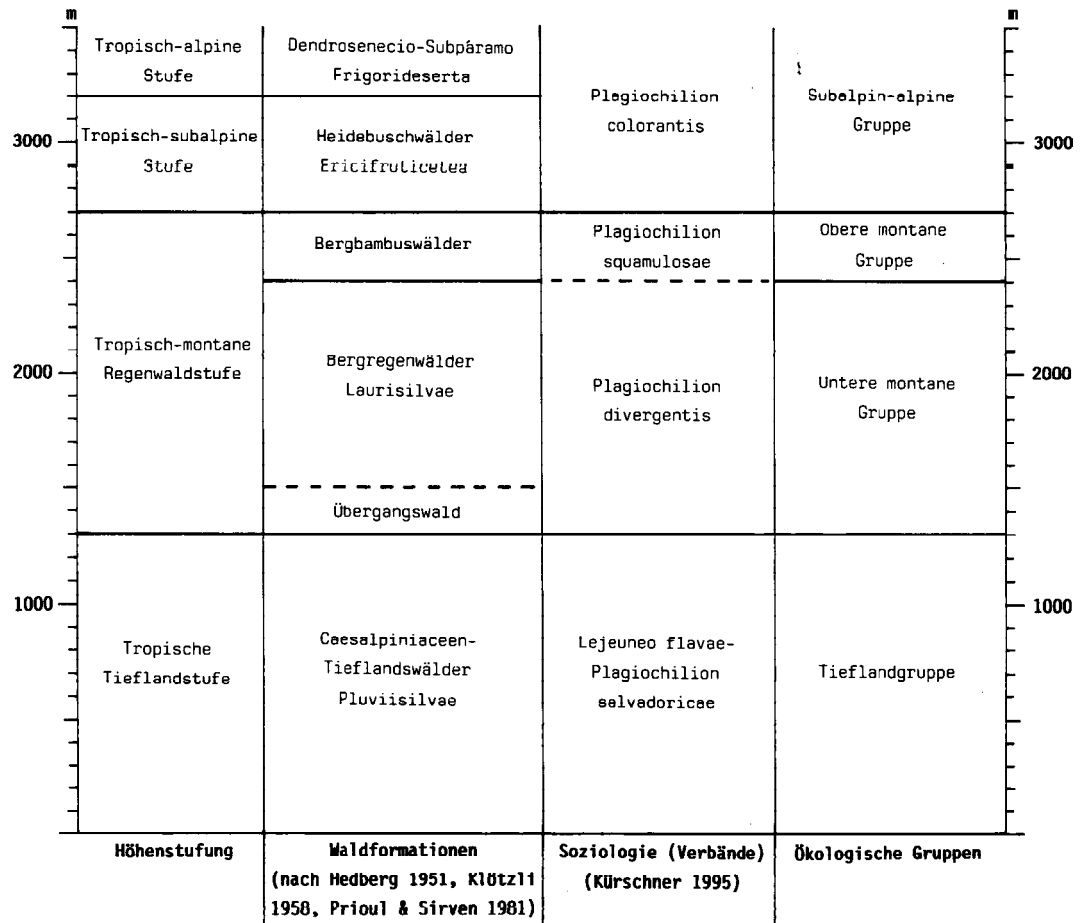 m
m
Tropisch-alpine
Stufe
Dendrosenecio-Subpáramo
Frigorideserta
Plagiochilion
colorantis
Subalpin-alpine
Gruppe
3000
Tropisch-subalpine
Stufe
Heidebuschwälder
Ericifruticetea
3000
Bergbambuswälder
Plagiochilion
squamulosae
Obere montane
Gruppe
2000
Tropisch-montane
Regenwaldstufe
Bergregenwälder
Laurisilvae
Plagiochilion
divergentis
Untere montane
Gruppe
2000
Übergangswald
1000
1000
Tropische
Tieflandstufe
Caesalpiniaceen-
Tieflandswälder
Pluviisilvae
Lejeuneo flavae-
Plagiochilion
salvadoricae
Tieflandgruppe
Höhenstufung
Waldformationen
(nach Hedberg 1951, Klötzli
1958, Prioul & Sirven 1981)
Soziologie (Verbände)
(Kürschner 1995)
Ökologische Gruppen